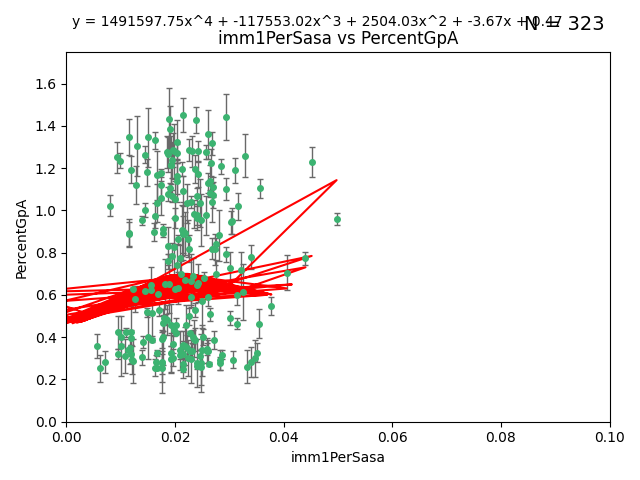 y = 1491597.75x^4 + -117553.02x^3 + 2504.03x^2 + -3.67x + 0.47
N = 323
imm1PerSasa vs PercentGpA
PercentGpA
1.6
1.4
1.2
1.0
0.8
0.6
0.4
0.2
0.0
0.00 0.02 0.04 0.06 0.08 0.10
imm1PerSasa